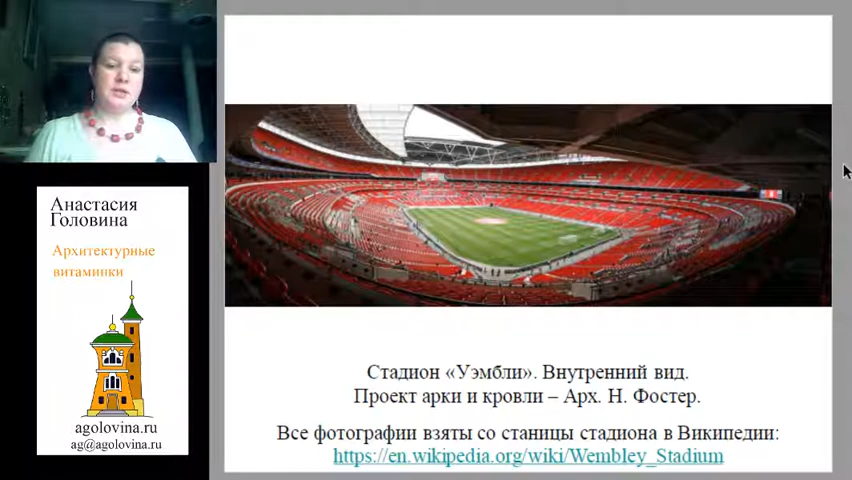 Анастасия
Головина
Архитектурные
витаминки
agolovina.ru
ag@agolovina.ru
Стадион «Уэмбли». Внутренний вид.
Проект арки и кровли – Арх. Н. Фостер.
Все фотографии взяты со станицы стадиона в Википедии:
https://en.wikipedia.org/wiki/Wembley_Stadium